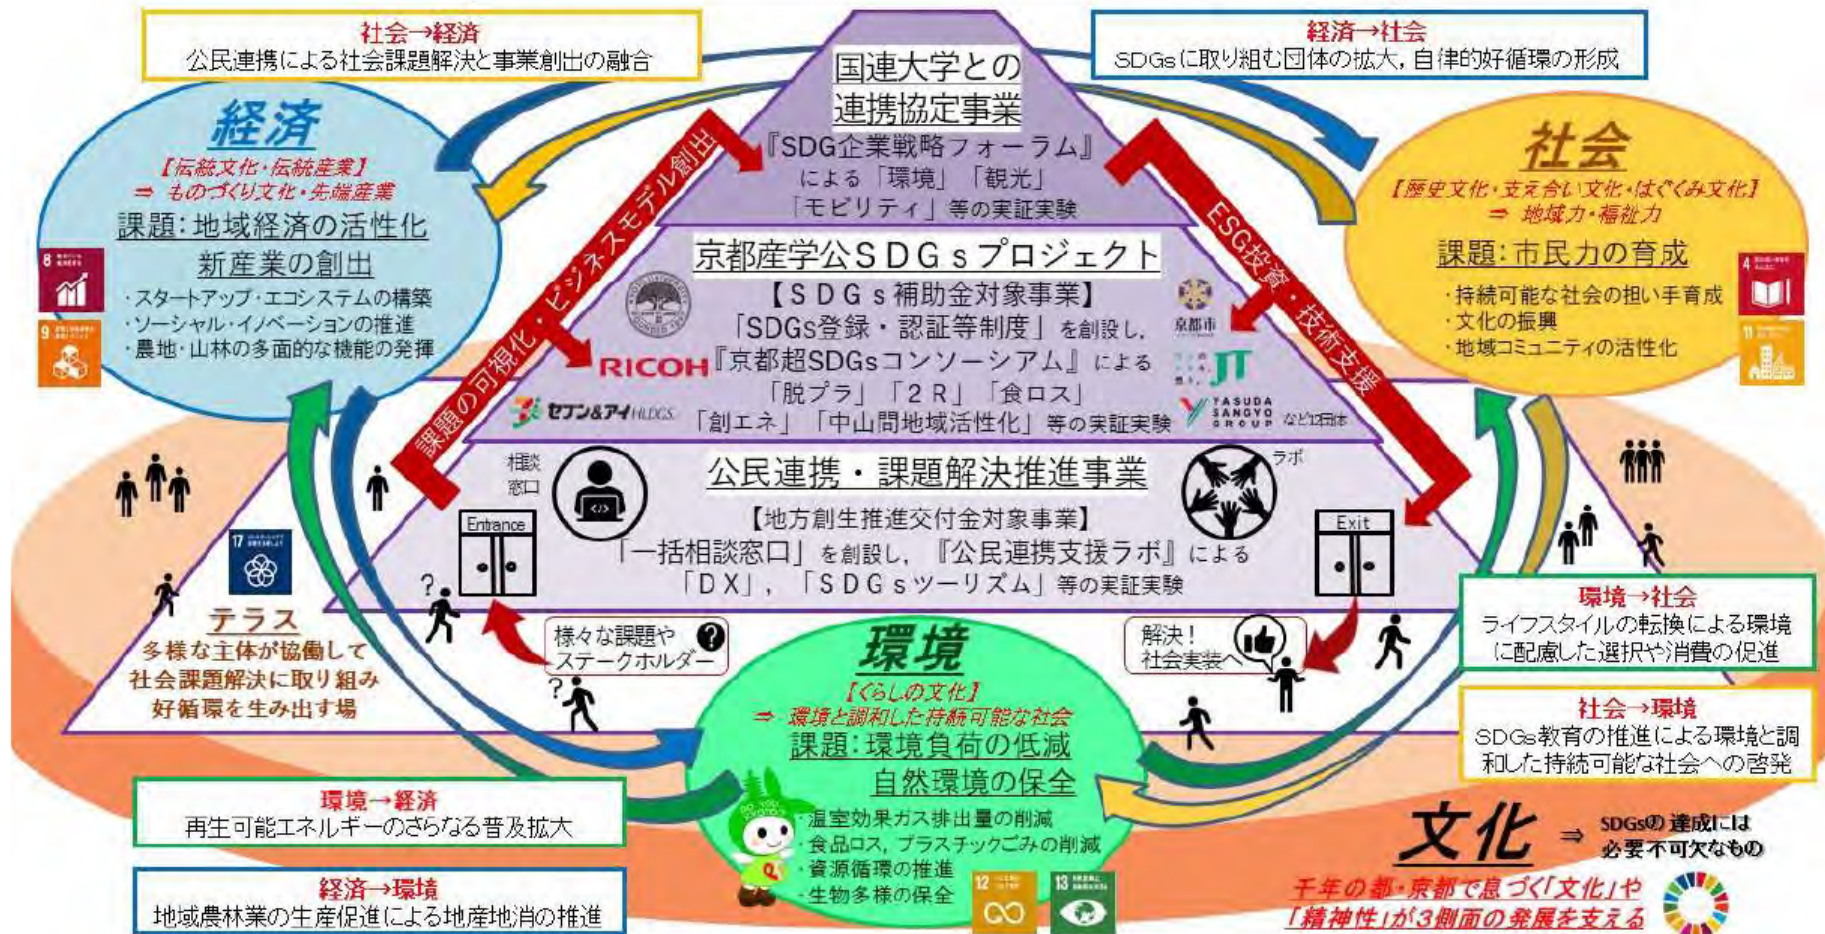 社会→経済
公民連携による社会課題解決と事業創出の融合
経済→社会
SDGsに取り組む団体の拡大，自律的好循環の形成
国連大学との
連携協定事業
『SDG企業戦略フォーラム』
による「環境」「観光」
「モビリティ」等の実証実験
経済
【伝統文化・伝統産業】
⇒ ものづくり文化・先端産業
課題：地域経済の活性化
新産業の創出
・スタートアップ・エコシステムの構築
・ソーシャル・イノベーションの推進
・農地・山林の多面的な機能の発揮
8
9
課題の可視化・ビジネスモデル創出
ESG投資・技術支援
社会
【歴史文化・支え合い文化・はぐくみ文化】
⇒ 地域力・福祉力
課題：市民力の育成
・持続可能な社会の担い手育成
・文化の振興
・地域コミュニティの活性化
4
11
京都産学公ＳＤＧｓプロジェクト
【ＳＤＧｓ補助金対象事業】
「SDGs登録・認証等制度」を創設し，
『京都超SDGsコンソーシアム』による
「脱プラ」「２Ｒ」「食ロス」
「創エネ」「中山間地域活性化」等の実証実験
京都市
RICOH
JT
セブン&アイ HLDGS.
YASUDA
SANGYO
GROUP
など12団体
相談
窓口
公民連携・課題解決推進事業
ラボ
【地方創生推進交付金対象事業】
「一括相談窓口」を創設し，『公民連携支援ラボ』による
「ＤＸ」，「ＳＤＧｓツーリズム」等の実証実験
Entrance
Exit
17
テラス
多様な主体が協働して
社会課題解決に取り組み
好循環を生み出す場
?
?
様々な課題や
ステークホルダー
?
解決！
社会実装へ
環境
【くらしの文化】
⇒ 環境と調和した持続可能な社会
課題：環境負荷の低減
自然環境の保全
・温室効果ガス排出量の削減
・食品ロス，プラスチックごみの削減
・資源循環の推進
・生物多様の保全
12
13
環境→社会
ライフスタイルの転換による環境
に配慮した選択や消費の促進
社会→環境
SDGs教育の推進による環境と調
和した持続可能な社会への啓発
環境→経済
再生可能エネルギーのさらなる普及拡大
経済→環境
地域農林業の生産促進による地産地消の推進
文化 ⇒ SDGsの達成には
必要不可欠なもの
千年の都・京都で息づく「文化」や
「精神性」が3側面の発展を支える